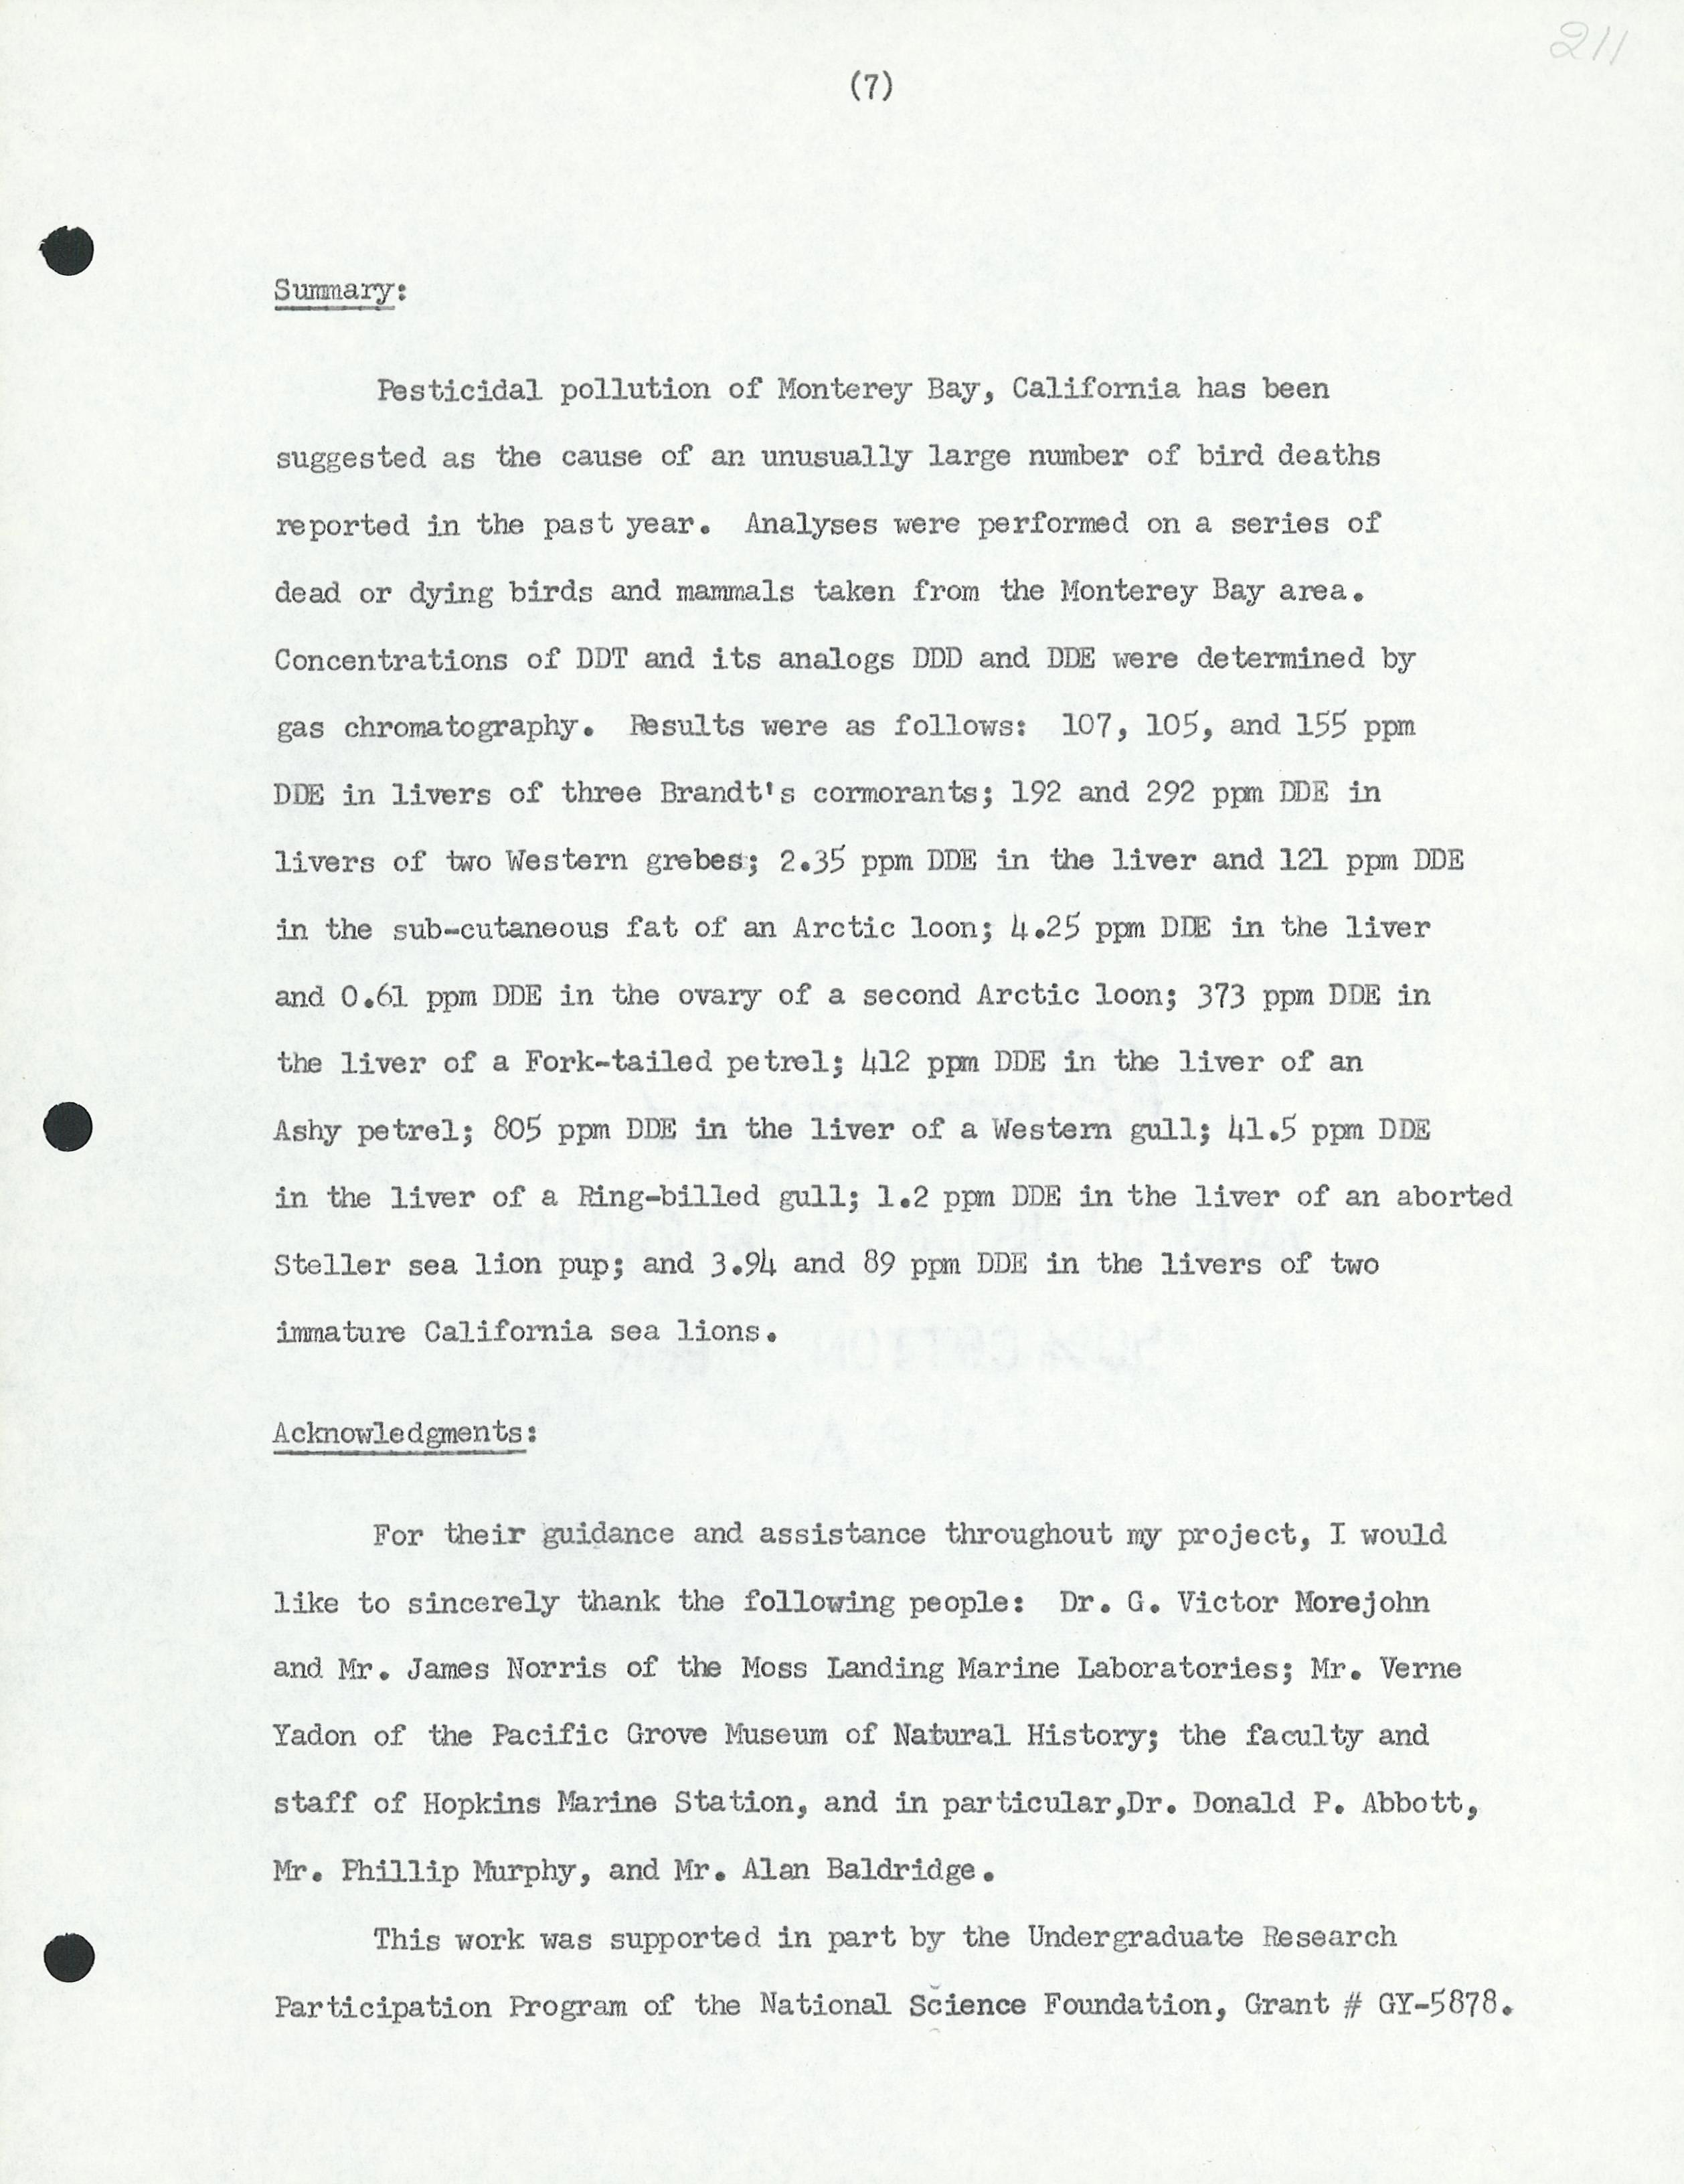 211
(7)
Summary:
Pesticidal pollution of Monterey Bay, California has been
suggested as the cause of an unusually large number of bird deaths
reported in the past year. Analyses were performed on a series of
dead or dying birds and mammals taken from the Monterey Bay area.
Concentrations of DDT and its analogs DDD and DDE were determined by
gas chromatography. Results were as follows: 107, 105, and 155 ppm
DDE in livers of three Brandt's cormorants; 192 and 292 ppm DDE in
livers of two Western grebes; 2.35 ppm DDE in the liver and 121 ppm DDE
in the sub-cutaneous fat of an Arctic loon; 4.25 ppm DDE in the liver
and 0.61 ppm DDE in the ovary of a second Arctic loon; 373 ppm DDE in
the liver of a Fork-tailed petrel; 412 ppm DDE in the liver of an
Ashy petrel; 805 ppm DDE in the liver of a Western gull; 41.5 ppm DDE
in the liver of a Ring-billed gull; 1.2 ppm DDE in the liver of an aborted
Steller sea lion pup; and 3.94 and 89 ppm DDE in the livers of two
immature California sea lions.
Acknowledgments:
For their guidance and assistance throughout my project, I would
like to sincerely thank the following people: Dr. G. Victor Morejohn
and Mr. James Norris of the Moss Landing Marine Laboratories; Mr. Verne
Yadon of the Pacific Grove Museum of Natural History; the faculty and
staff of Hopkins Marine Station, and in particular,Dr. Donald P. Abbott,
Mr. Phillip Murphy, and Mr. Alan Baldridge.
This work was supported in part by the Undergraduate Research
Participation Program of the National Science Foundation, Grant # GY-5878.